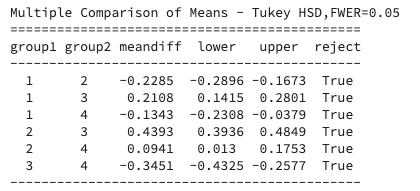 Multiple Comparison of Means - Tukey HSD,FWER=0.05
=============================================
group1 group2 meandiff  lower   upper  reject
---------------------------------------------
  1      2    -0.2285  -0.2896 -0.1673  True
  1      3     0.2108   0.1415  0.2801  True
  1      4    -0.1343  -0.2308 -0.0379  True
  2      3     0.4393   0.3936  0.4849  True
  2      4     0.0941   0.013   0.1753  True
  3      4    -0.3451  -0.4325 -0.2577  True
---------------------------------------------